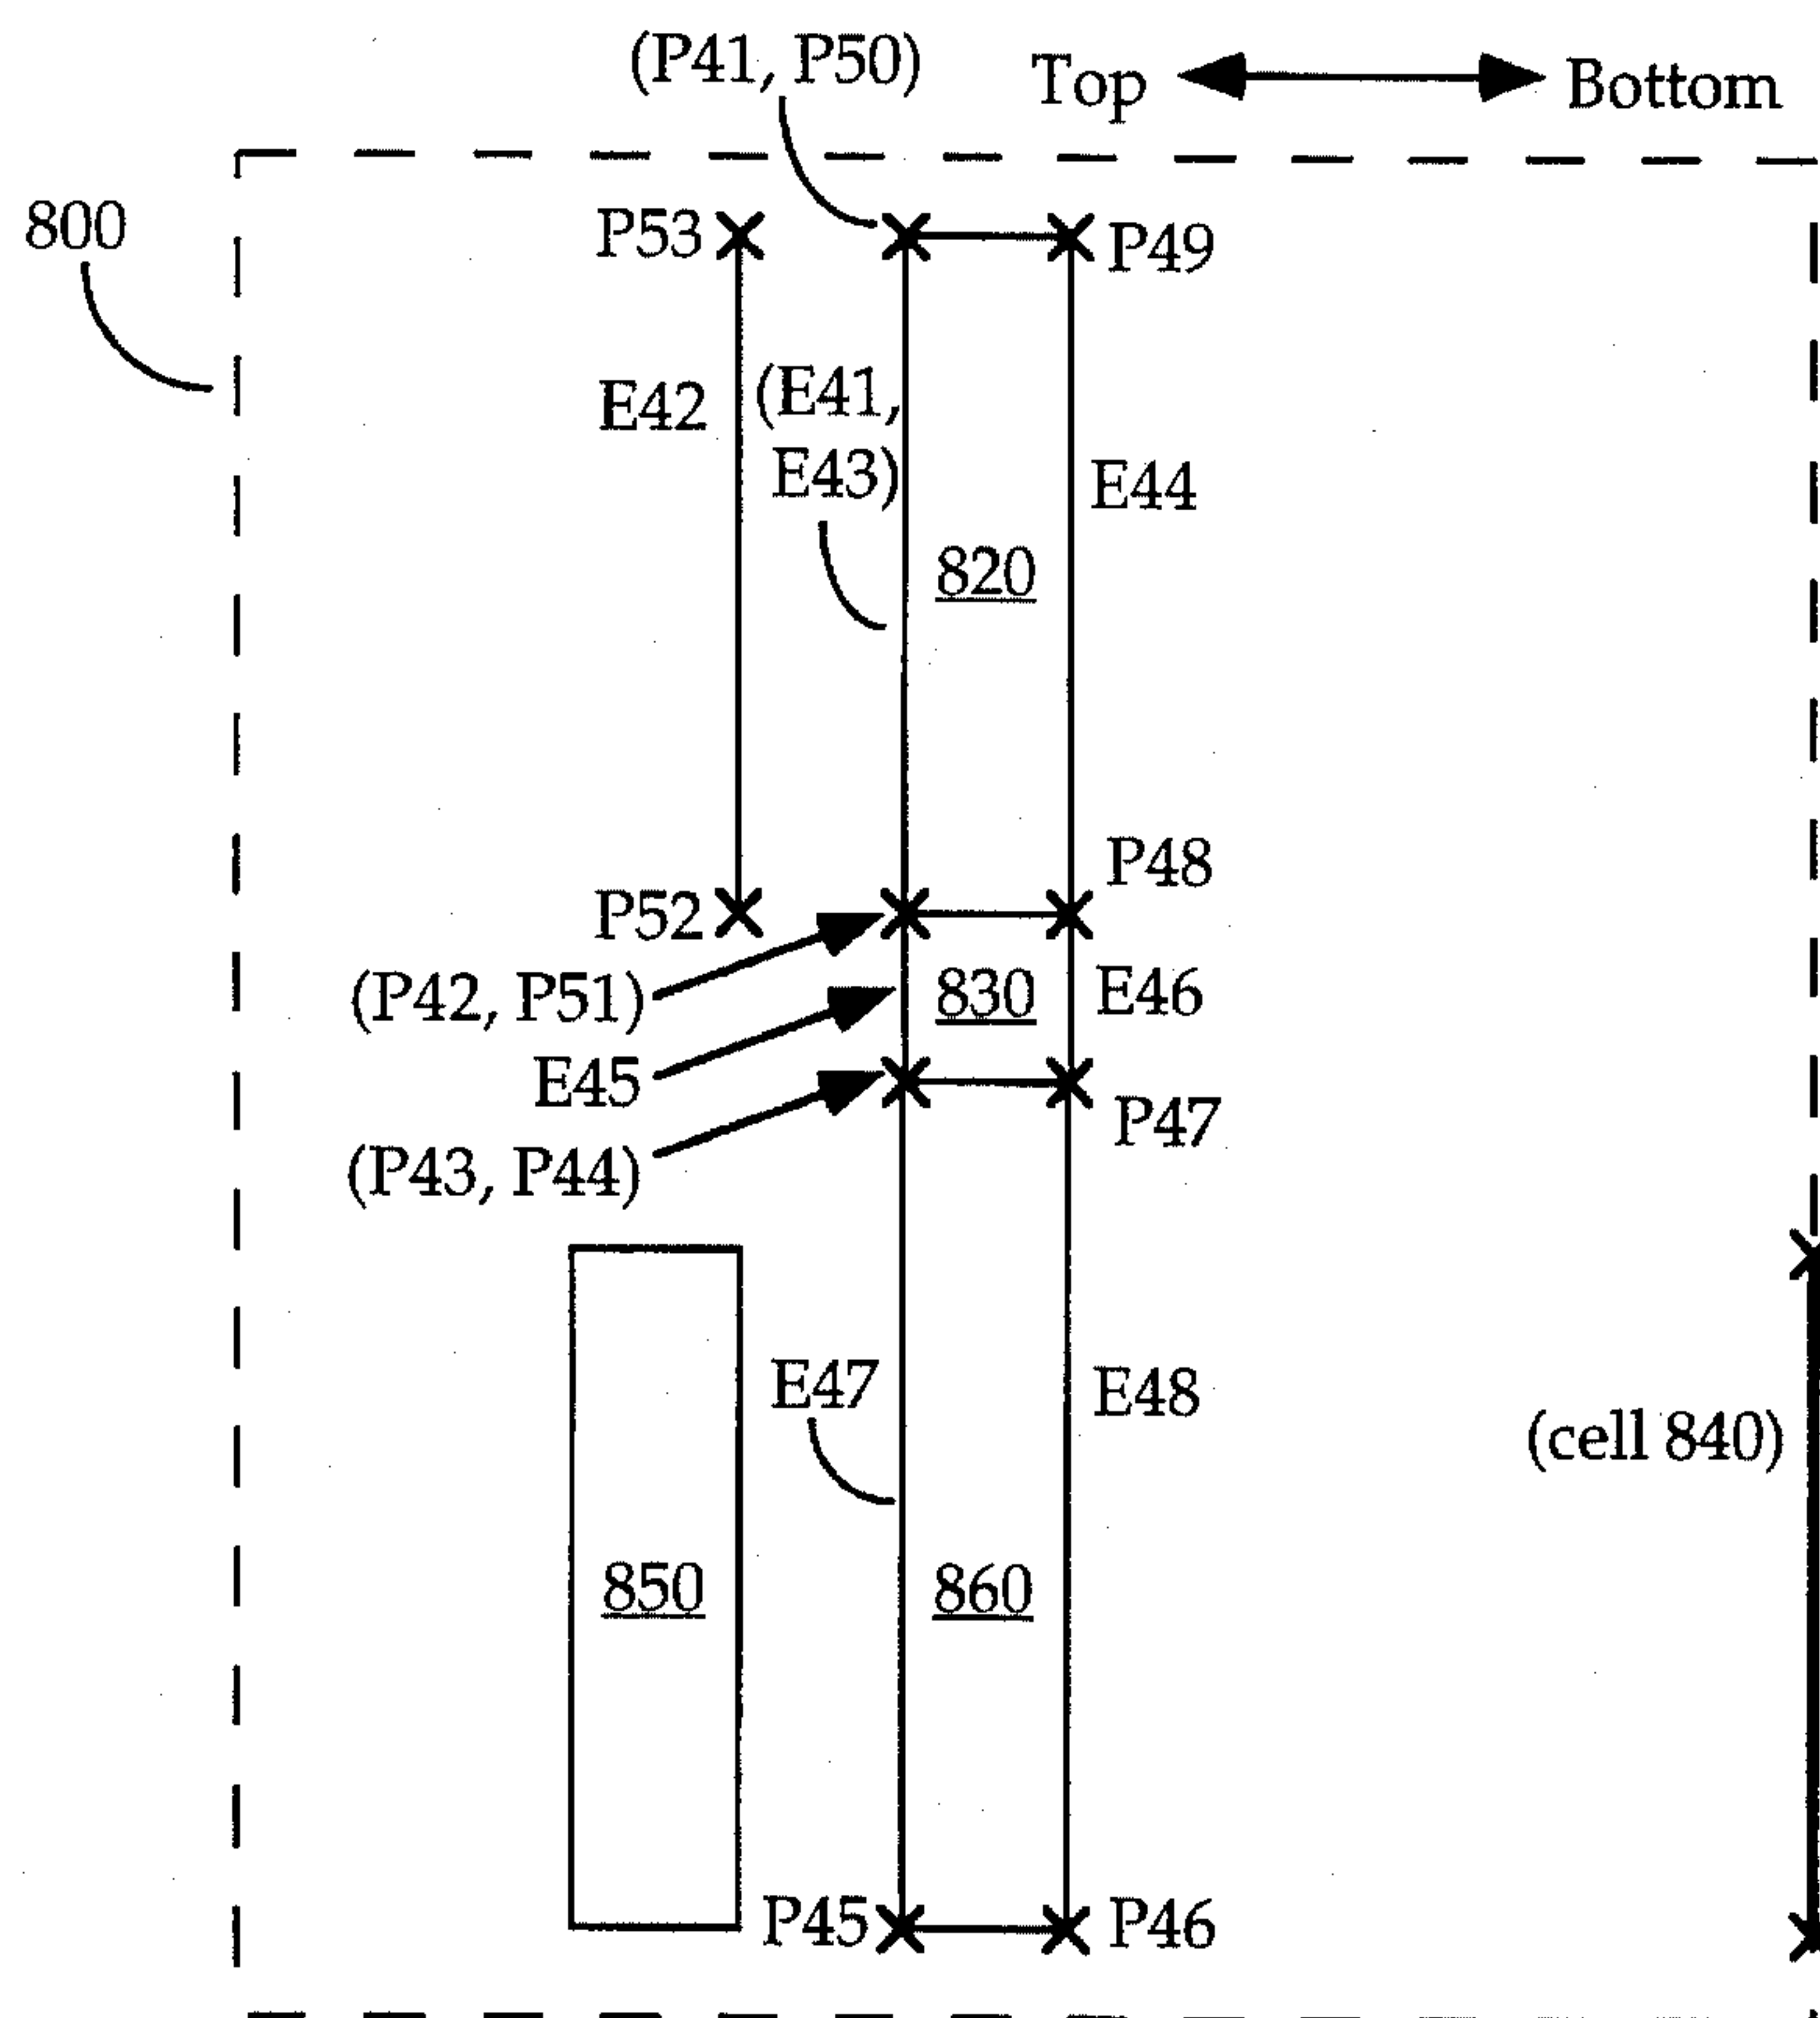 (P41, P50)
Top
Bottom
800
P53
P49
E42
(E41,
E43)
E44
820
P48
P52
(P42, P51)
830
E46
E45
P47
(P43, P44)
E47
E48
(cell 840)
850
860
P45
P46